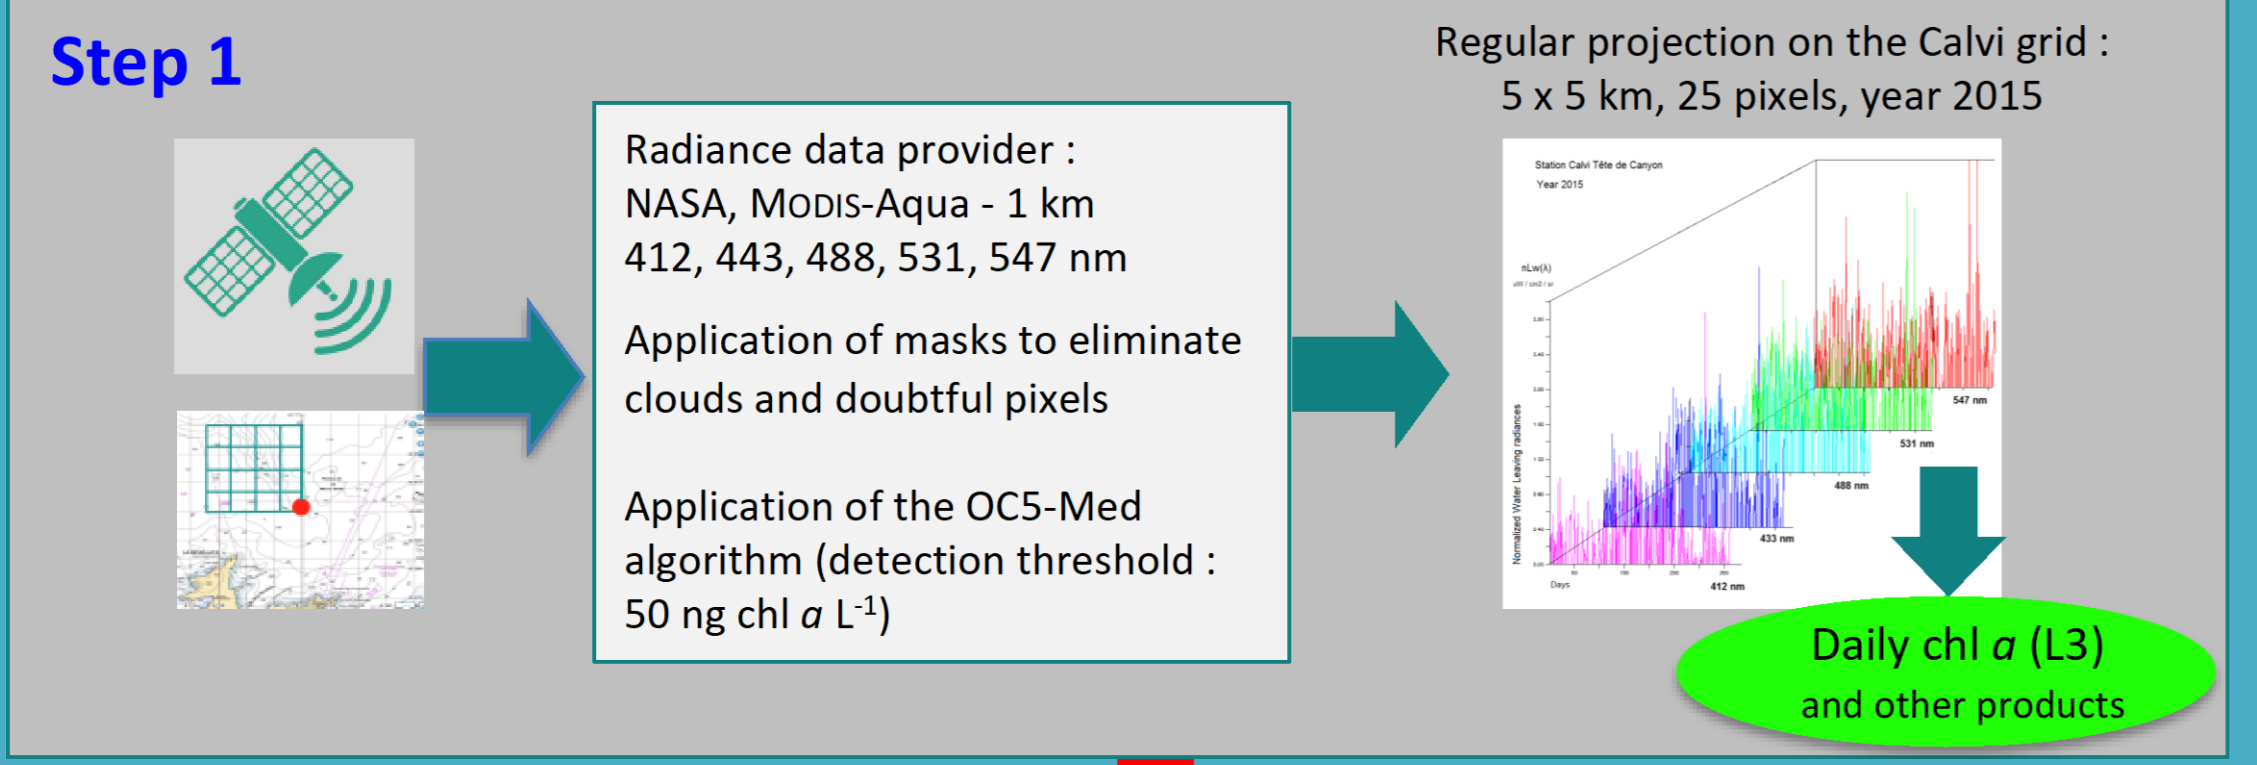 Step 1
Radiance data provider :
NASA, MODIS-Aqua - 1 km
412, 443, 488, 531, 547 nm
Application of masks to eliminate
clouds and doubtful pixels
Application of the OC5-Med
algorithm (detection threshold :
50 ng chl a L-1)
Regular projection on the Calvi grid :
5 x 5 km, 25 pixels, year 2015
Station Calvi Tête de Canyon
Year 2015
nLw(λ)
Normalized Water Leaving radiances
547 nm
531 nm
488 nm
433 nm
412 nm
Days
Daily chl a (L3)
and other products